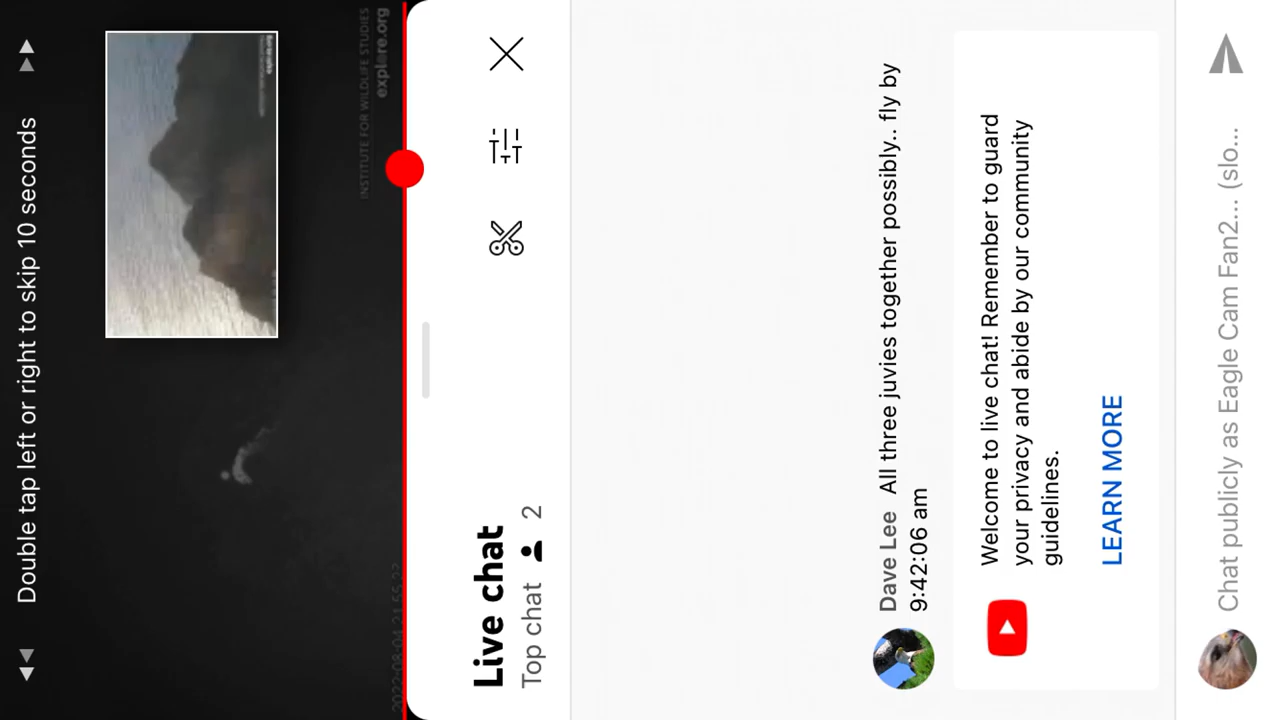 Double tap left or right to skip 10 seconds
INSTITUTE FOR WILDLIFE STUDIES
explore.org
Live chat
Top chat 2
Dave Lee All three juvies together possibly.. fly by
9:42:06 am
Welcome to live chat! Remember to guard
your privacy and abide by our community
guidelines.
LEARN MORE
Chat publicly as Eagle Cam Fan2... (slo...